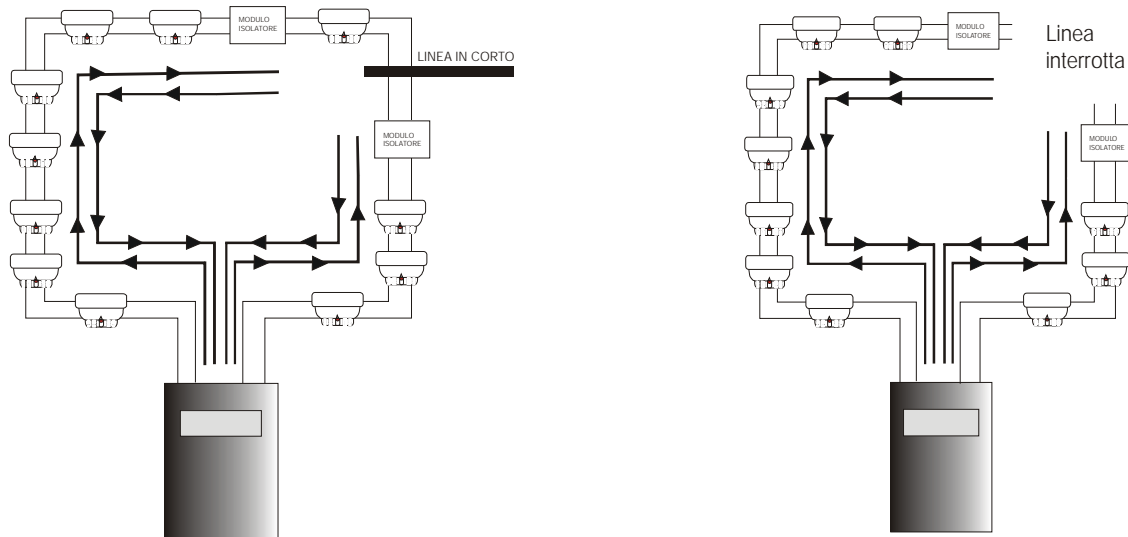 MODULO
ISOLATORE
LINEA IN CORTO
MODULO
ISOLATORE
MODULO
ISOLATORE
Linea
interrotta
MODULO
ISOLATORE